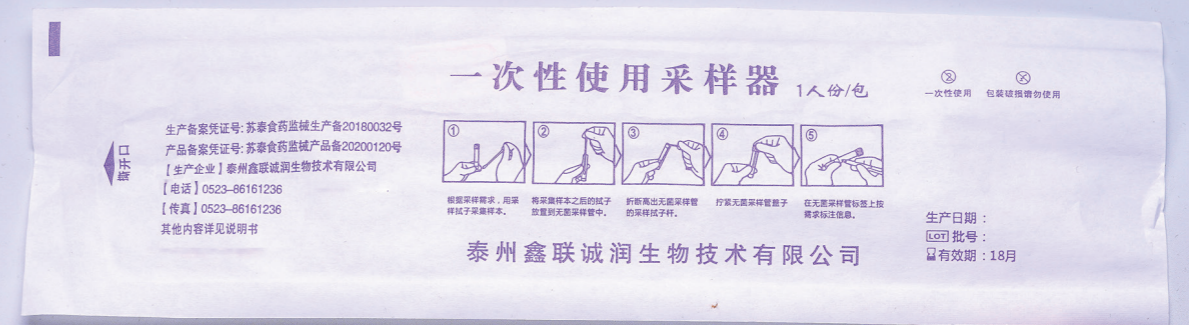 一次性使用采样器 1人份/包
一次性使用 包装破损请勿使用
撕开口
生产备案凭证号:苏泰食药监械生产备20180032号
产品备案凭证号:苏泰食药监械产品备20200120号
【生产企业】泰州鑫联诚润生物技术有限公司
【电话】0523-86161236
【传真】0523-86161236
其他内容详见说明书
① ② ③ ④ ⑤
根据采样需求，用采
样拭子采集样本。
将采集样本之后的拭子
放置到无菌采样管中。
折断高出无菌采样管
的采样拭子杆。
拧紧无菌采样管盖子
在无菌采样管标签上按
需求标注信息。
泰州鑫联诚润生物技术有限公司
生产日期：
LOT 批号：
有效期：18月